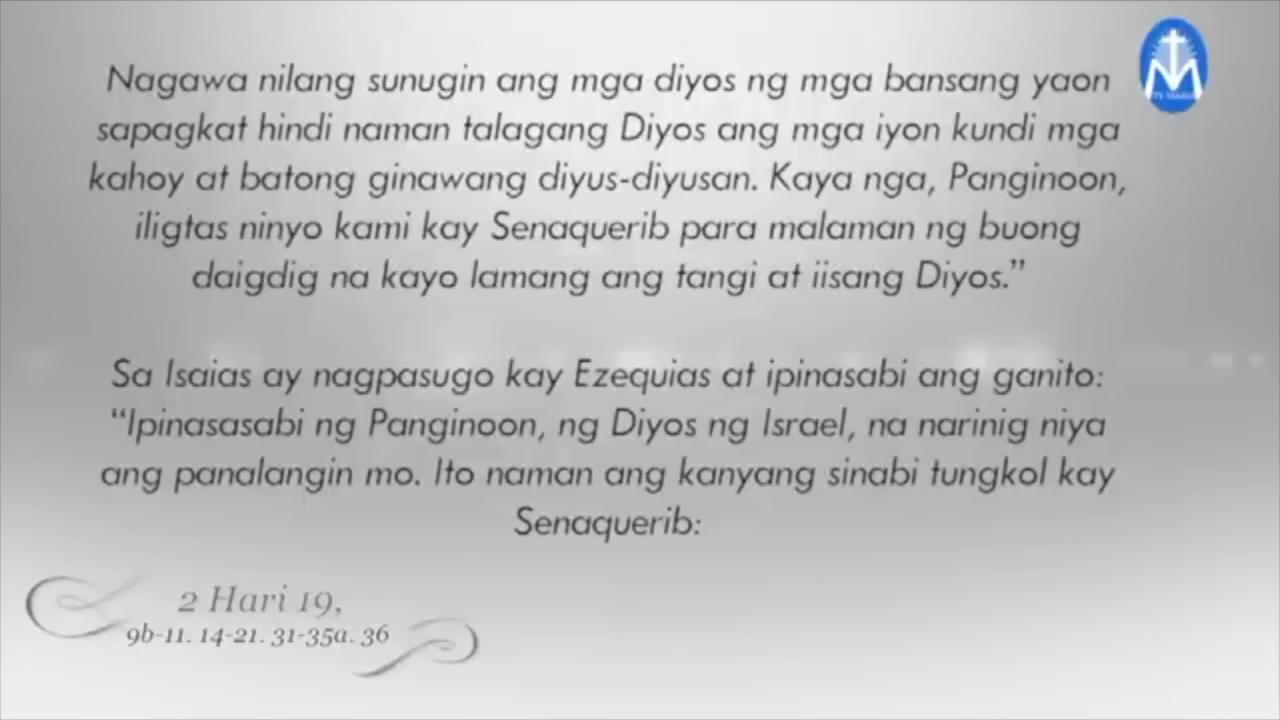 Nagawa nilang sunugin ang mga diyos ng mga bansang yaon
sapagkat hindi naman talagang Diyos ang mga iyon kundi mga
kahoy at batong ginawang diyus-diyusan. Kaya nga, Panginoon,
iligtas ninyo kami kay Senaquerib para malaman ng buong
daigdig na kayo lamang ang tangi at iisang Diyos.”
Sa Isaias ay nagpasugo kay Ezequias at ipinasabi ang ganito:
“Ipinasasabi ng Panginoon, ng Diyos ng Israel, na narinig niya
ang panalangin mo. Ito naman ang kanyang sinabi tungkol kay
Senaquerib:
2 Hari 19,
9b-11. 14-21. 31-35a. 36